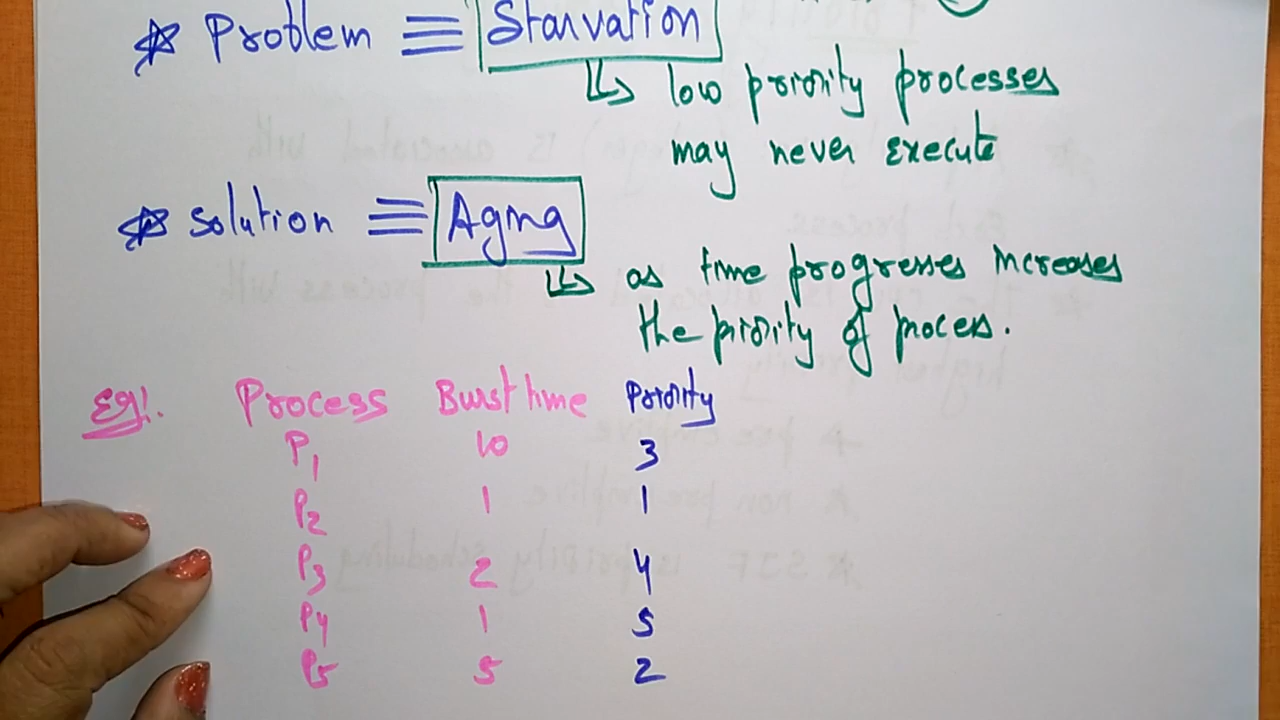 ☆ Problem ≡ Starvation
↳ low priority processes
may never execute
☆ Solution ≡ Aging
↳ as time progresses increases
the priority of proces.
Eg!. Process Burst time Priority
P1 10 3
P2 1 1
P3 2 4
P4 1 5
P5 5 2